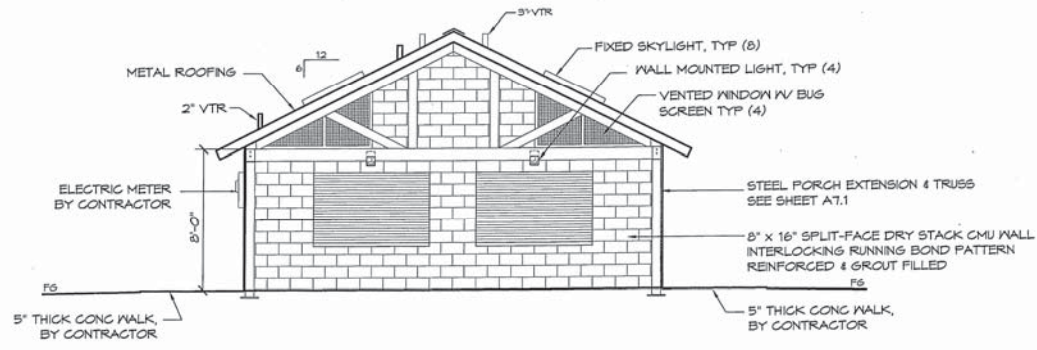 3" VTR
FIXED SKYLIGHT, TYP (8)
12
6
WALL MOUNTED LIGHT, TYP (4)
METAL ROOFING
VENTED WINDOW W/ BUG
SCREEN TYP (4)
2" VTR
ELECTRIC METER
BY CONTRACTOR
8'-0"
STEEL PORCH EXTENSION & TRUSS
SEE SHEET A7.1
8" x 16" SPLIT-FACE DRY STACK CMU WALL
INTERLOCKING RUNNING BOND PATTERN
REINFORCED & GROUT FILLED
FG
FG
5" THICK CONC WALK,
BY CONTRACTOR
5" THICK CONC WALK,
BY CONTRACTOR